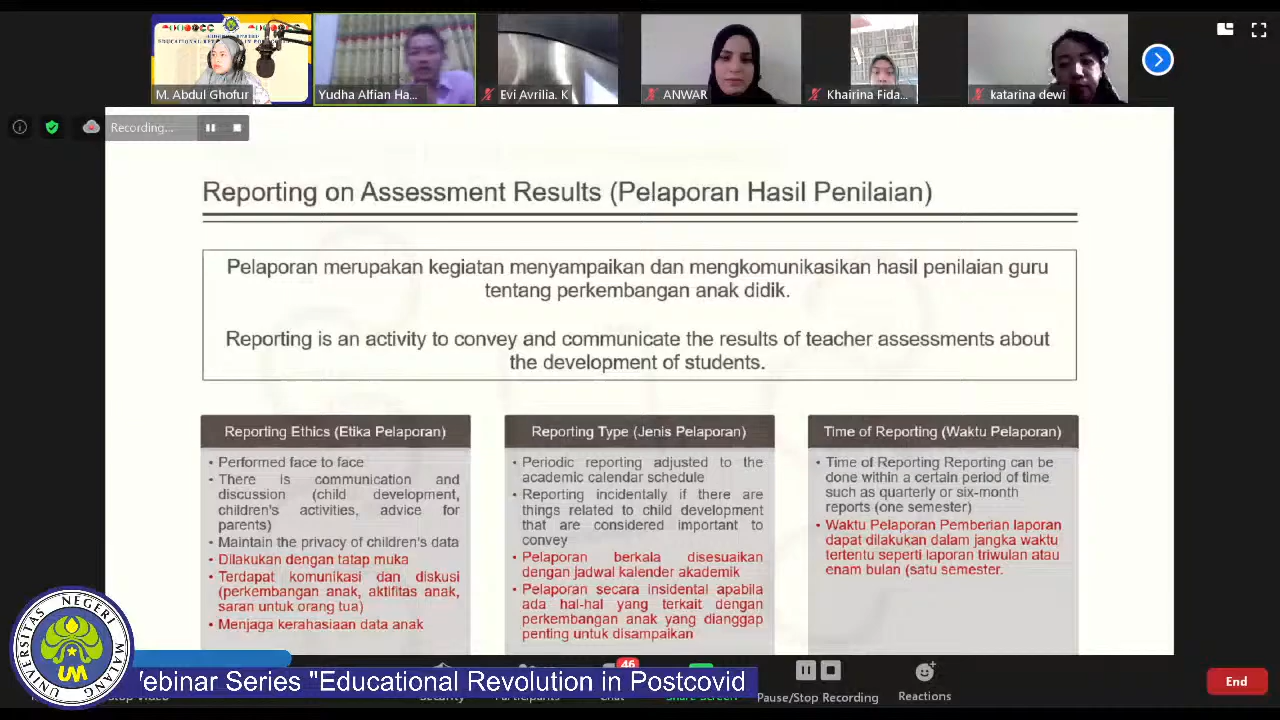 EDUCATIONAL REVOLUTION IN POSTCOVID
M. Abdul Ghofur
Yudha Alfian Ha...
Evi Avrilia. K
ANWAR
Khairina Fida...
katarina dewi
Recording...
Reporting on Assessment Results (Pelaporan Hasil Penilaian)
Pelaporan merupakan kegiatan menyampaikan dan mengkomunikasikan hasil penilaian guru
tentang perkembangan anak didik.
Reporting is an activity to convey and communicate the results of teacher assessments about
the development of students.
Reporting Ethics (Etika Pelaporan)
• Performed face to face
• There is communication and
discussion (child development,
children's activities, advice for
parents)
• Maintain the privacy of children's data
• Dilakukan dengan tatap muka
• Terdapat komunikasi dan diskusi
(perkembangan anak, aktifitas anak,
saran untuk orang tua)
• Menjaga kerahasiaan data anak
Reporting Type (Jenis Pelaporan)
• Periodic reporting adjusted to the
academic calendar schedule
• Reporting incidentally if there are
things related to child development
that are considered important to
convey
• Pelaporan berkala disesuaikan
dengan jadwal kalender akademik
• Pelaporan secara insidental apabila
ada hal-hal yang terkait dengan
perkembangan anak yang dianggap
penting untuk disampaikan
Time of Reporting (Waktu Pelaporan)
• Time of Reporting Reporting can be
done within a certain period of time
such as quarterly or six-month
reports (one semester)
• Waktu Pelaporan Pemberian laporan
dapat dilakukan dalam jangka waktu
tertentu seperti laporan triwulan atau
enam bulan (satu semester.
UNIVERSITAS NEGERI MALANG
UM
46
ebinar Series "Educational Revolution in Postcovid
Pause/Stop Recording
Reactions
End